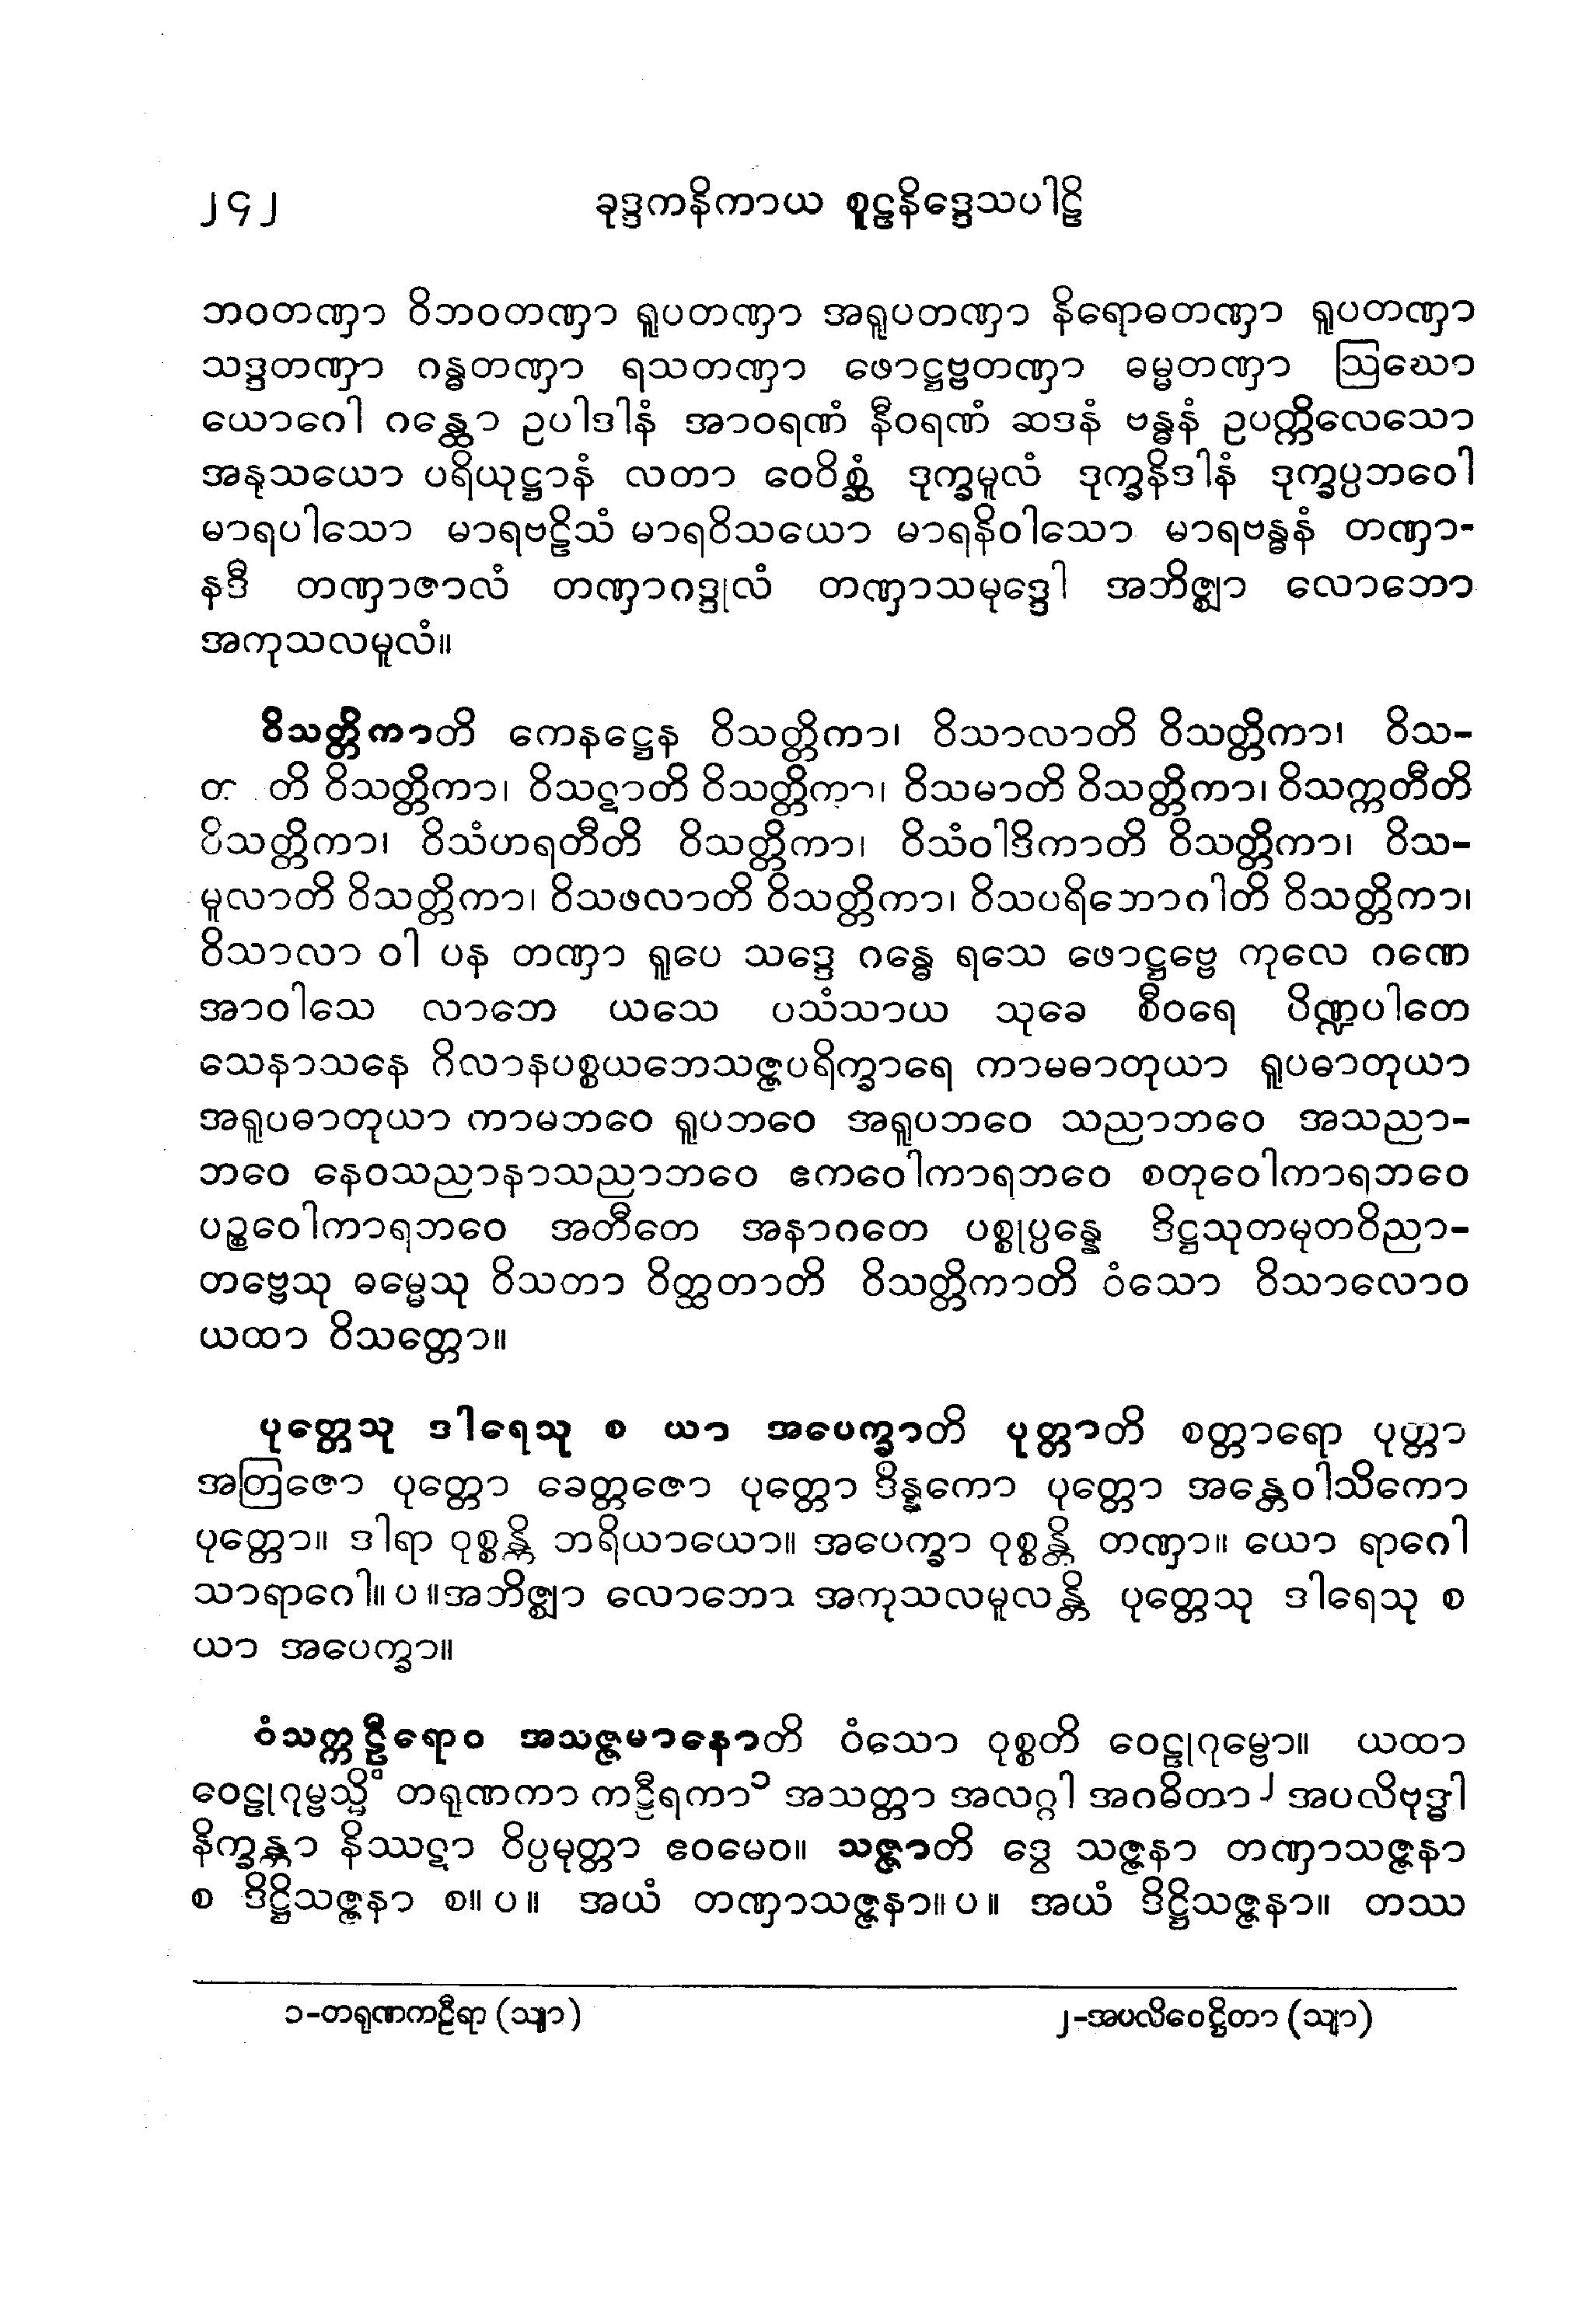 ၂၄၂ ခုဒ္ဒကနိကာယ စူဠနိဒ္ဒေသပါဠိ
ဘဝတဏှာ ဝိဘဝတဏှာ ရူပတဏှာ အရူပတဏှာ နိရောဓတဏှာ ရူပတဏှာ
သဒ္ဒတဏှာ ဂန္ဓတဏှာ ရသတဏှာ ဖောဋ္ဌဗ္ဗတဏှာ ဓမ္မတဏှာ ဩဃော
ယောဂေါ ဂန္ထော ဥပါဒါနံ အာဝရဏံ နီဝရဏံ ဆဒနံ ဗန္ဓနံ ဥပက္ကိလေသော
အနုသယော ပရိယုဋ္ဌာနံ လတာ ဝေဝိစ္ဆံ ဒုက္ခမူလံ ဒုက္ခနိဒါနံ ဒုက္ခပ္ပဘဝေါ
မာရပါသော မာရဗဠိသံ မာရဝိသယော မာရနိဝါသော မာရဗန္ဓနံ တဏှာ-
နဒီ တဏှာဇာလံ တဏှာဂဒ္ဒုလံ တဏှာသမုဒ္ဒေါ အဘိဇ္ဈာ လောဘော
အကုသလမူလံ။
ဝိသတ္တိကာတိ ကေနဋ္ဌေန ဝိသတ္တိကာ၊ ဝိသာလာတိ ဝိသတ္တိကာ၊ ဝိသ-
တိ ဝိသတ္တိကာ၊ ဝိသဋာတိ ဝိသတ္တိကာ၊ ဝိသမာတိ ဝိသတ္တိကာ၊ ဝိသက္ကတီတိ
ဝိသတ္တိကာ၊ ဝိသံဟရတီတိ ဝိသတ္တိကာ၊ ဝိသံဝါဒိကာတိ ဝိသတ္တိကာ၊ ဝိသ-
မူလာတိ ဝိသတ္တိကာ၊ ဝိသဖလာတိ ဝိသတ္တိကာ၊ ဝိသပရိဘောဂါတိ ဝိသတ္တိကာ၊
ဝိသာလာ ဝါ ပန တဏှာ ရူပေ သဒ္ဒေ ဂန္ဓေ ရသေ ဖောဋ္ဌဗ္ဗေ ကုလေ ဂဏေ
အာဝါသေ လာဘေ ယသေ ပသံသာယ သုခေ စီဝရေ ပိဏ္ဍပါတေ
သေနာသနေ ဂိလာနပစ္စယဘေသဇ္ဇပရိက္ခာရေ ကာမဓာတုယာ ရူပဓာတုယာ
အရူပဓာတုယာ ကာမဘဝေ ရူပဘဝေ အရူပဘဝေ သညာဘဝေ အသညာ-
ဘဝေ နေဝသညာနာသညာဘဝေ ဧကဝေါကာရဘဝေ စတုဝေါကာရဘဝေ
ပဉ္စဝေါကာရဘဝေ အတီတေ အနာဂတေ ပစ္စုပ္ပန္နေ ဒိဋ္ဌသုတမုတဝိညာ-
တဗ္ဗေသု ဓမ္မေသု ဝိသတာ ဝိတ္ထတာတိ ဝိသတ္တိကာတိ ဝံသော ဝိသာလောဝ
ယထာ ဝိသတ္တော။
ပုတ္တေသု ဒါရေသု စ ယာ အပေက္ခာတိ ပုတ္တာတိ စတ္တာရော ပုတ္တာ
အတြဇော ပုတ္တော ခေတ္တဇော ပုတ္တော ဒိန္နကော ပုတ္တော အန္တေဝါသိကော
ပုတ္တော။ ဒါရာ ဝုစ္စန္တိ ဘရိယာယော။ အပေက္ခာ ဝုစ္စန္တိ တဏှာ။ ယော ရာဂေါ
သာရာဂေါ။ ပ ။အဘိဇ္ဈာ လောဘော အကုသလမူလန္တိ ပုတ္တေသု ဒါရေသု စ
ယာ အပေက္ခာ။
ဝံသက္ကဠီရောဝ အသဇ္ဇမာနောတိ ဝံသော ဝုစ္စတိ ဝေဠုဂုမ္ဗော။ ယထာ
ဝေဠုဂုမ္ဗသ္မိံ တရုဏကာ ကဠီရကာ၁ အသတ္တာ အလဂ္ဂါ အဂဓိတာ၂ အပလိဗုဒ္ဓါ
နိက္ခန္တာ နိဿဋာ ဝိပ္ပမုတ္တာ ဧဝမေဝ။ သဇ္ဇာတိ ဒွေ သဇ္ဇနာ တဏှာသဇ္ဇနာ
စ ဒိဋ္ဌိသဇ္ဇနာ စ။ ပ။ အယံ တဏှာသဇ္ဇနာ။ ပ။ အယံ ဒိဋ္ဌိသဇ္ဇနာ။ တဿ
၁-တရုဏကဠီရာ (သျာ) ၂-အပလိဝေဋ္ဌိတာ (သျာ)